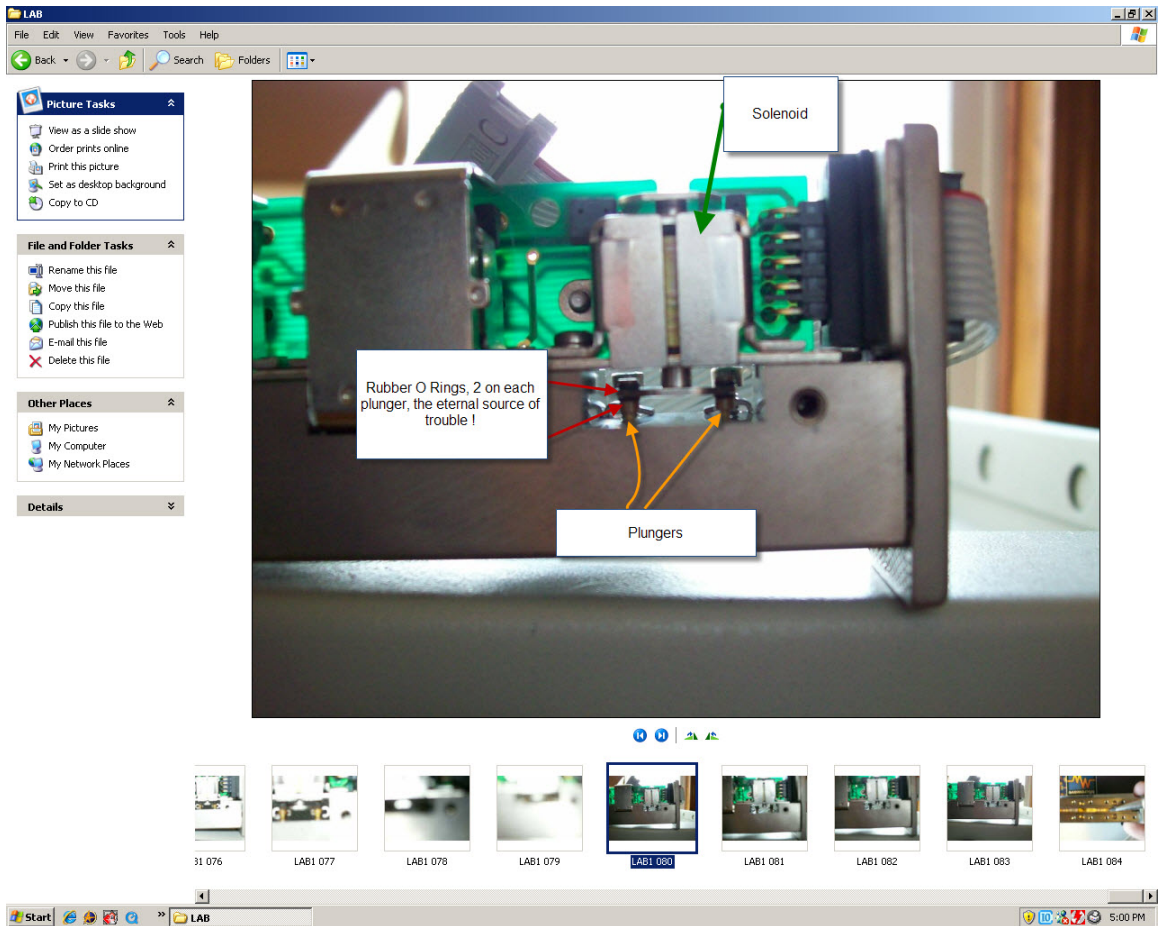 LAB
File Edit View Favorites Tools Help
Back Search Folders
Picture Tasks
View as a slide show
Order prints online
Print this picture
Set as desktop background
Copy to CD
File and Folder Tasks
Rename this file
Move this file
Copy this file
Publish this file to the Web
E-mail this file
Delete this file
Other Places
My Pictures
My Computer
My Network Places
Details
Solenoid
Rubber O Rings, 2 on each
plunger, the eternal source of
trouble !
Plungers
B1 076 LAB1 077 LAB1 078 LAB1 079 LAB1 080 LAB1 081 LAB1 082 LAB1 083 LAB1 084
Start » LAB 5:00 PM